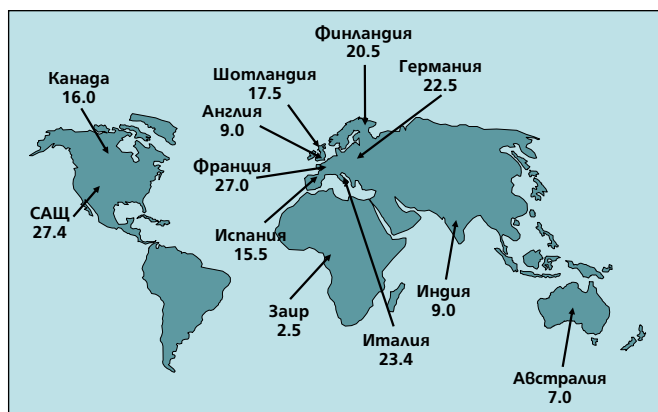 Финландия
20.5
Германия
22.5
Канада
16.0
Шотландия
17.5
Англия
9.0
Франция
27.0
САЩ
27.4
Испания
15.5
Заир
2.5
Индия
9.0
Италия
23.4
Австралия
7.0